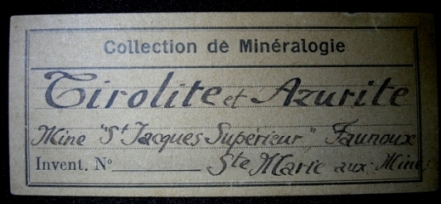 Collection de Minéralogie
Tirolite et Azurite
Mine "St Jacques Supérieur", Faunoux
Invent. N° Ste Marie aux Mines